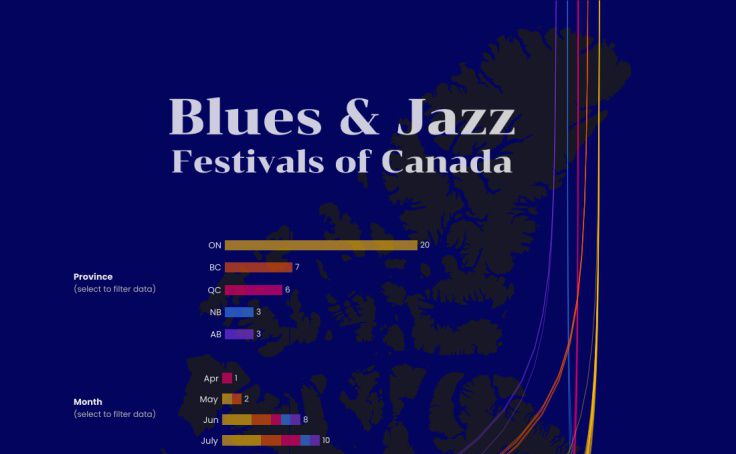 Blues & Jazz
Festivals of Canada
Province
(select to filter data)
ON 20
BC 7
QC 6
NB 3
AB 3
Month
(select to filter data)
Apr 1
May 2
Jun 8
July 10